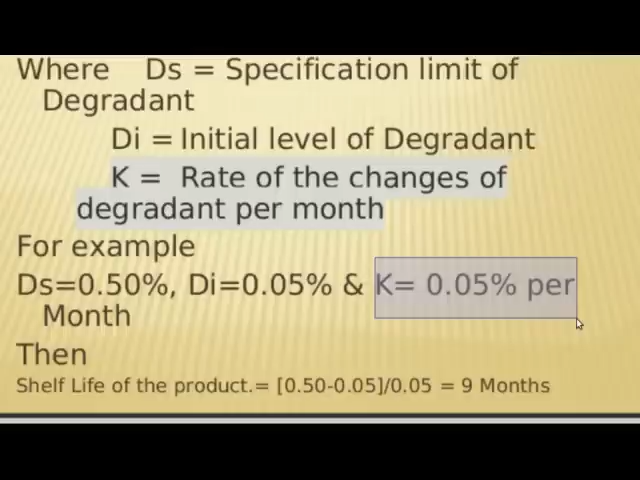 Where Ds = Specification limit of
Degradant
Di = Initial level of Degradant
K = Rate of the changes of
degradant per month
For example
Ds=0.50%, Di=0.05% & K= 0.05% per
Month
Then
Shelf Life of the product.= [0.50-0.05]/0.05 = 9 Months